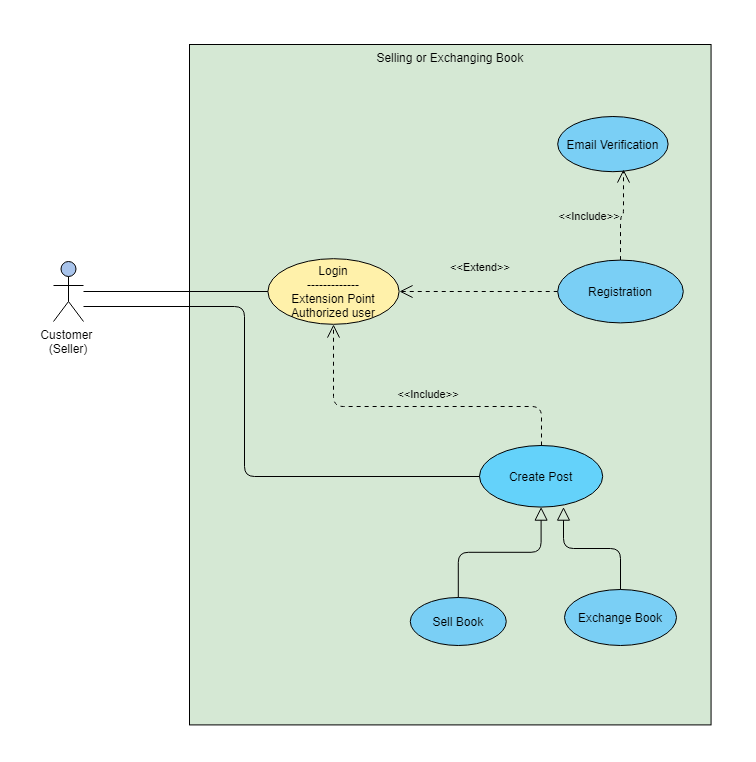 Selling or Exchanging Book
Email Verification
<<Include>>
Login
-------------
Extension Point
Authorized user
<<Extend>>
Registration
Customer
(Seller)
<<Include>>
Create Post
Sell Book
Exchange Book